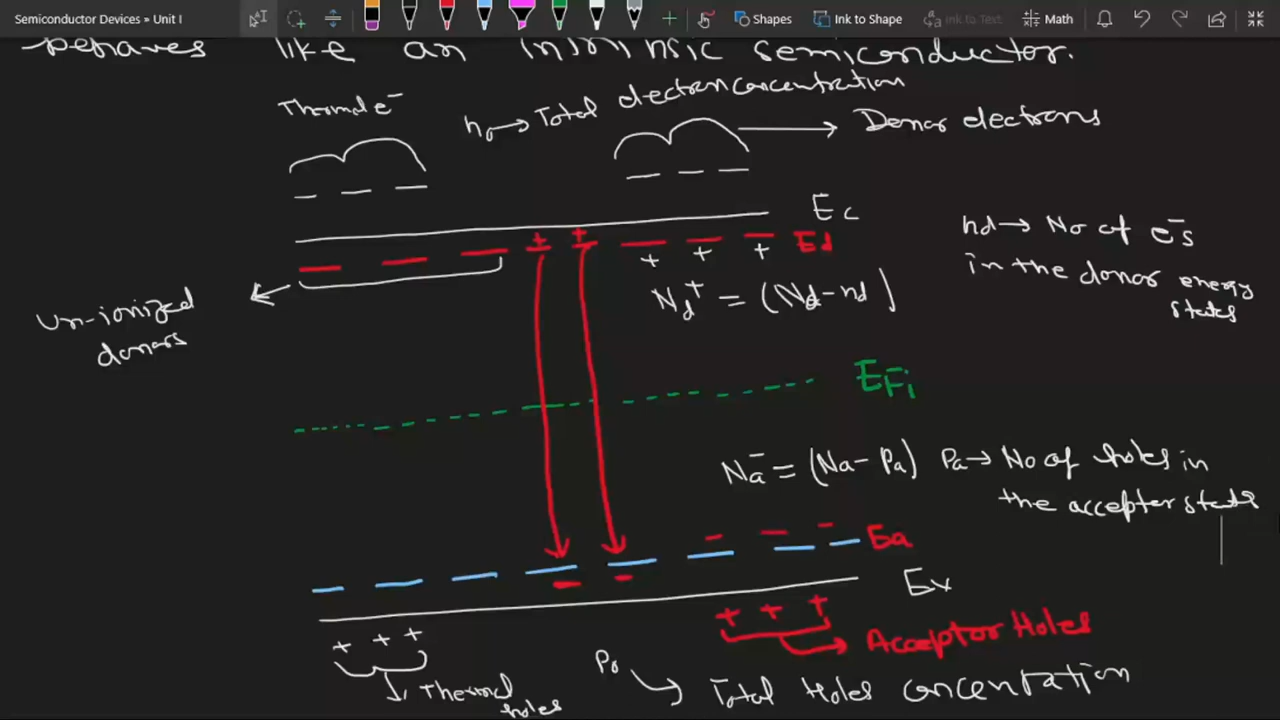 Semiconductor Devices » Unit I
Shapes
Ink to Shape
Ink to Text
Math
behaves like an intrinsic semiconductor.
Thermal e⁻
n₀ → Total electron concentration
Donor electrons
Ec
Ed
nd → No of e⁻s
in the donor energy
states
Un-ionized
donors
Nd⁺ = (Nd - nd)
EFi
Na⁻ = (Na - Pa)
Pa → No of holes in
the accepter state
Ea
Ev
Acceptor Holes
Thermal
holes
P₀
Total Holes concentration